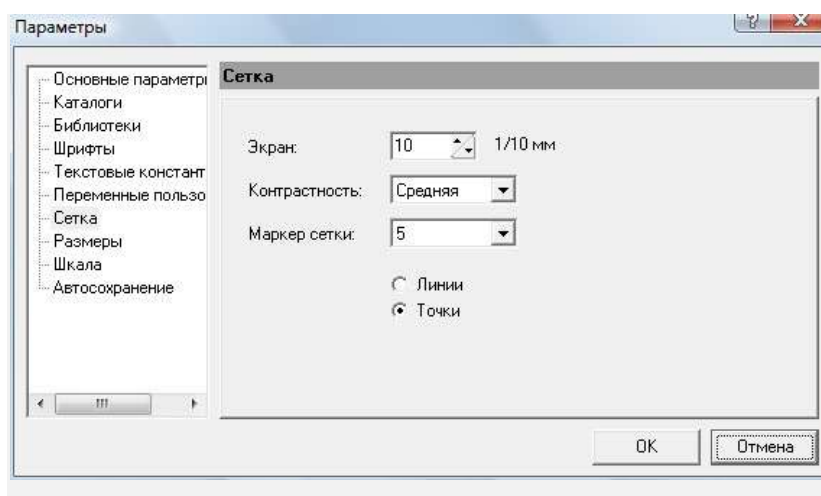 Параметры
Основные параметры
Каталоги
Библиотеки
Шрифты
Текстовые констант
Переменные пользо
Сетка
Размеры
Шкала
Автосохранение
Сетка
Экран: 10 1/10 мм
Контрастность: Средняя
Маркер сетки: 5
Линии
Точки
OK Отмена